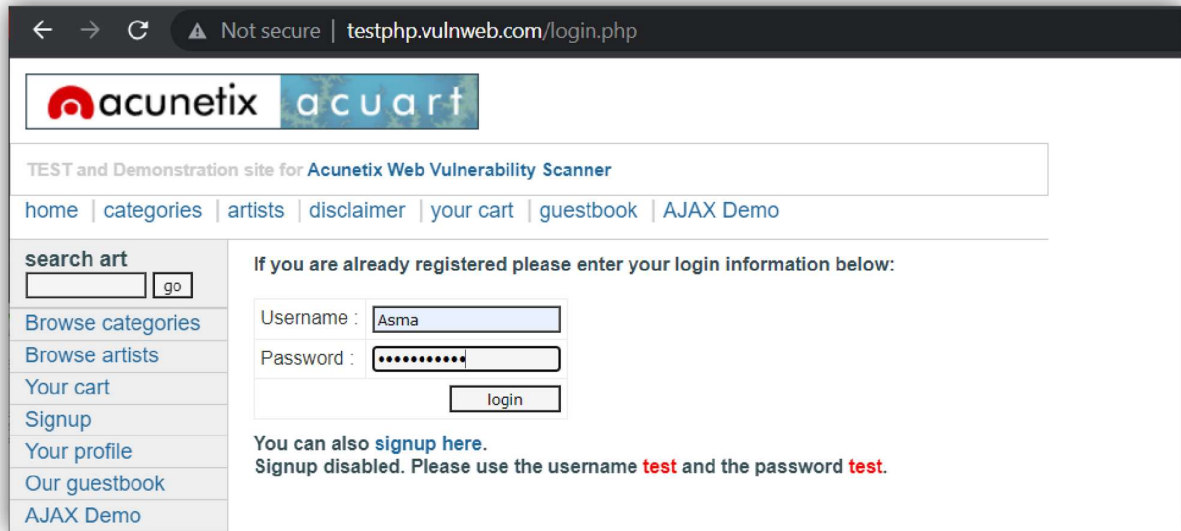 Not secure | testphp.vulnweb.com/login.php
acunetix acuart
TEST and Demonstration site for Acunetix Web Vulnerability Scanner
home | categories | artists | disclaimer | your cart | guestbook | AJAX Demo
search art
go
Browse categories
Browse artists
Your cart
Signup
Your profile
Our guestbook
AJAX Demo
If you are already registered please enter your login information below:
Username : Asma
Password : •••••••••••
login
You can also signup here.
Signup disabled. Please use the username test and the password test.